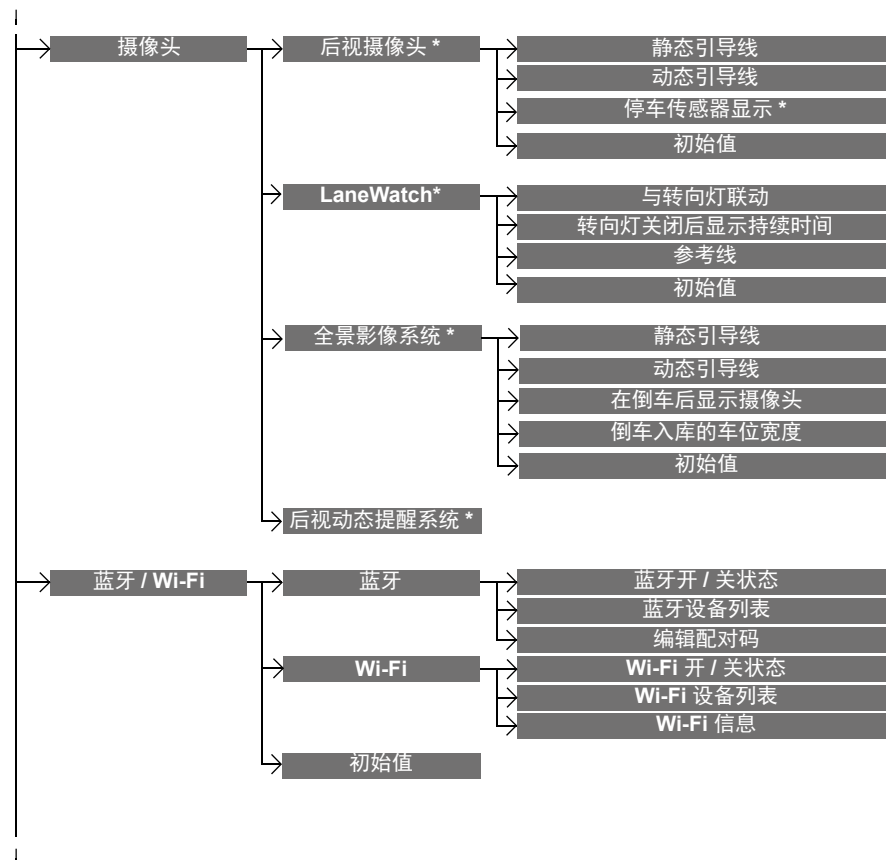 摄像头
后视摄像头 *
静态引导线
动态引导线
停车传感器显示 *
初始值
LaneWatch*
与转向灯联动
转向灯关闭后显示持续时间
参考线
初始值
全景影像系统 *
静态引导线
动态引导线
在倒车后显示摄像头
倒车入库的车位宽度
初始值
后视动态提醒系统 *
蓝牙 / Wi-Fi
蓝牙
蓝牙开 / 关状态
蓝牙设备列表
编辑配对码
Wi-Fi
Wi-Fi 开 / 关状态
Wi-Fi 设备列表
Wi-Fi 信息
初始值